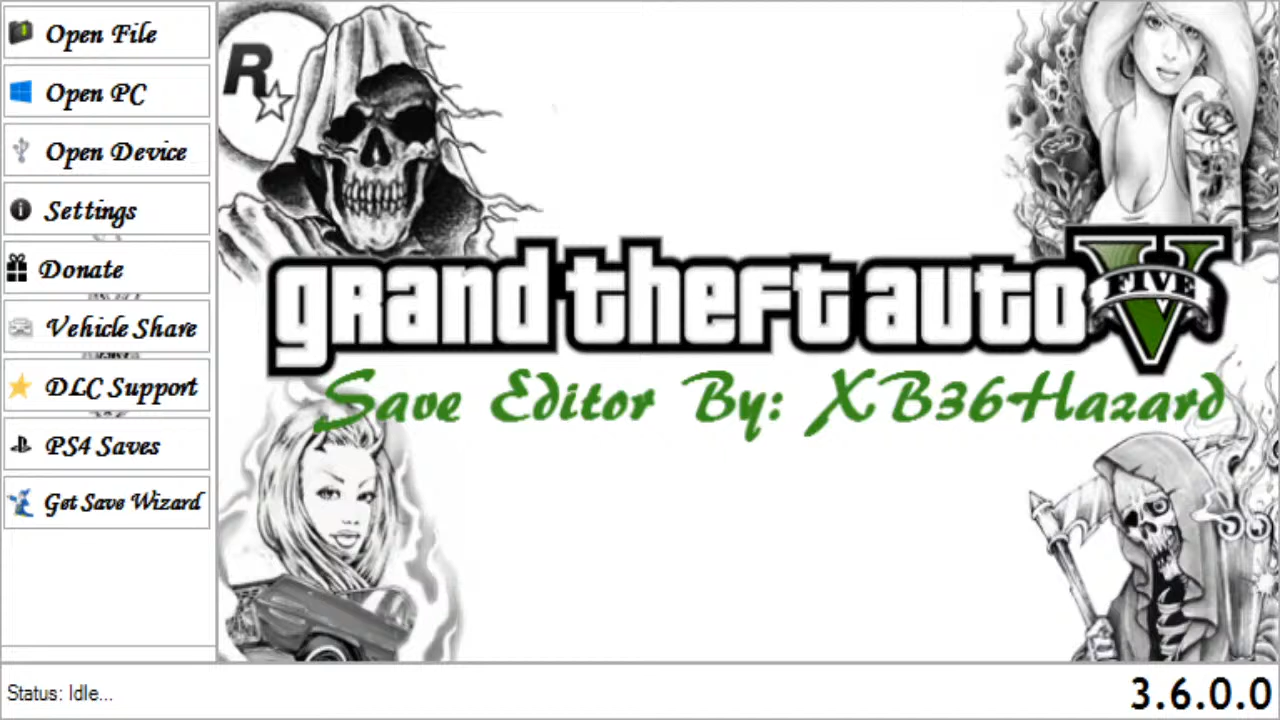 Open File
Open PC
Open Device
Settings
Donate
Vehicle Share
DLC Support
PS4 Saves
Get Save Wizard
R
grand theft auto V
FIVE
Save Editor By: XB36Hazard
Status: Idle...
3.6.0.0